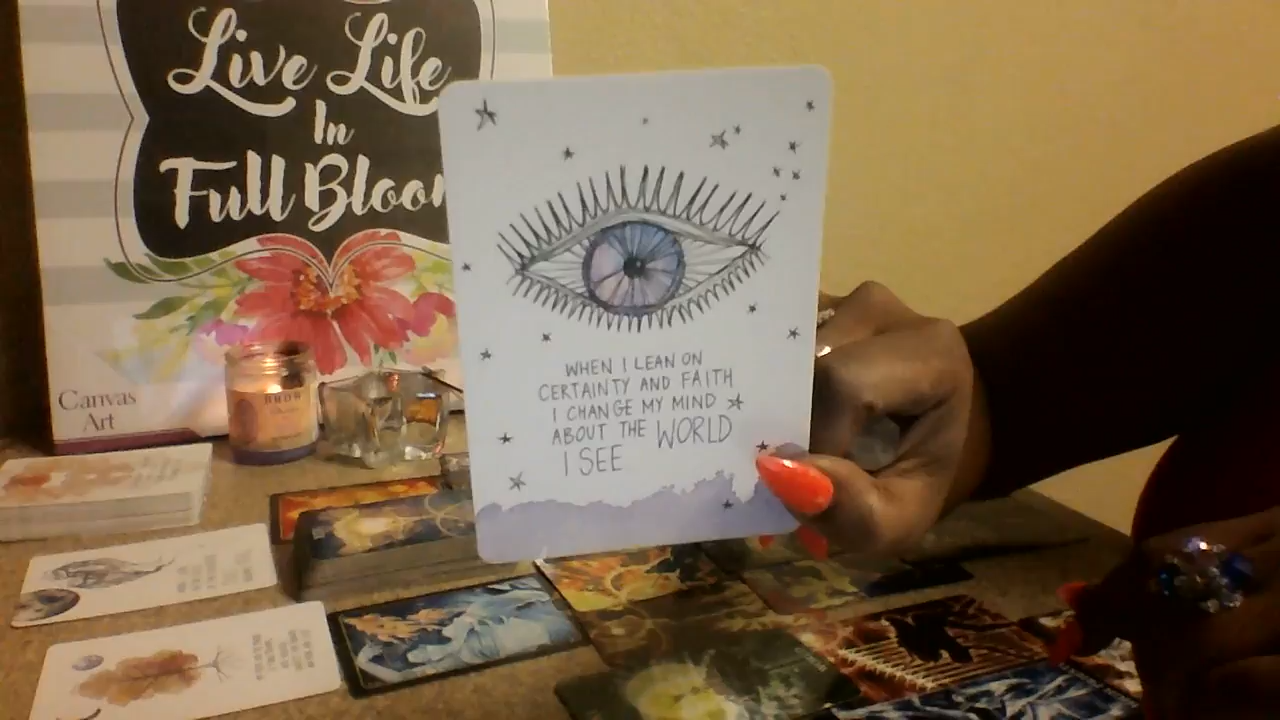 Live Life
In
Full Bloom
Canvas
Art
WHEN I LEAN ON
CERTAINTY AND FAITH
I CHANGE MY MIND
ABOUT THE WORLD
I SEE